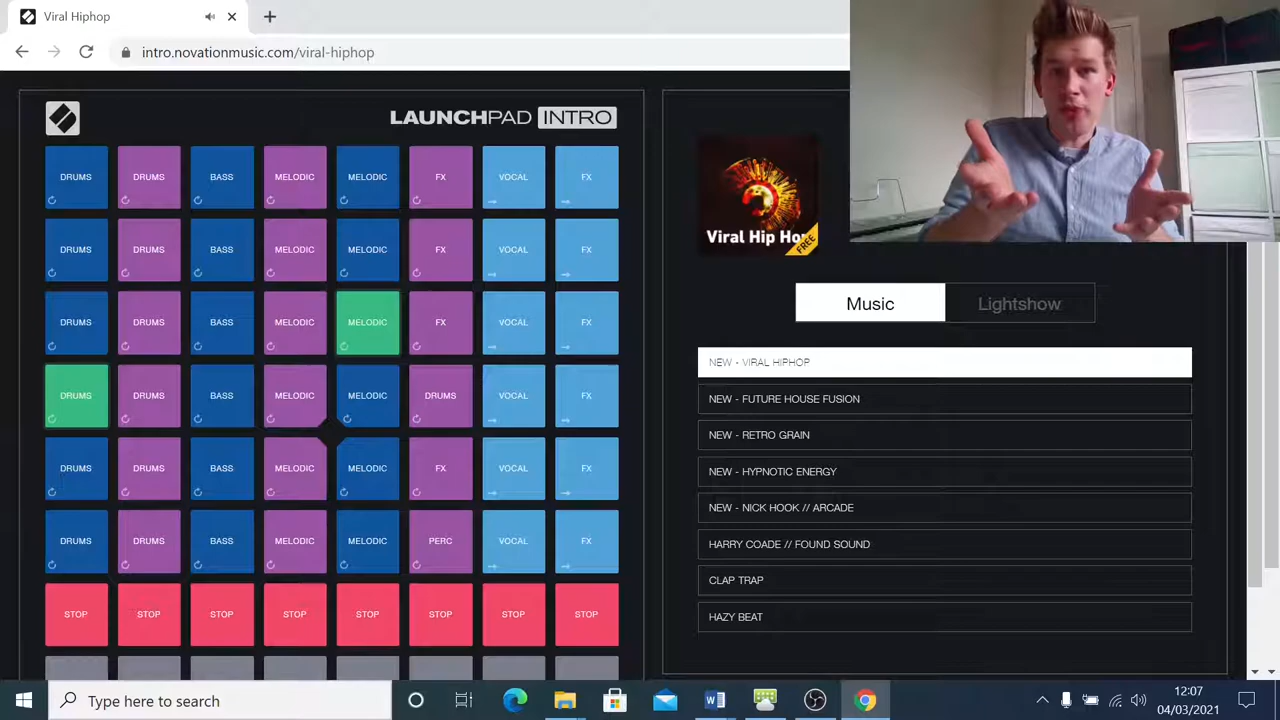 Viral Hiphop
intro.novationmusic.com/viral-hiphop
LAUNCHPAD INTRO
DRUMS DRUMS BASS MELODIC MELODIC FX VOCAL FX
DRUMS DRUMS BASS MELODIC MELODIC FX VOCAL FX
DRUMS DRUMS BASS MELODIC MELODIC FX VOCAL FX
DRUMS DRUMS BASS MELODIC MELODIC DRUMS VOCAL FX
DRUMS DRUMS BASS MELODIC MELODIC FX VOCAL FX
DRUMS DRUMS BASS MELODIC MELODIC PERC VOCAL FX
STOP STOP STOP STOP STOP STOP STOP STOP
Viral Hip Hop
FREE
Music Lightshow
NEW - VIRAL HIPHOP
NEW - FUTURE HOUSE FUSION
NEW - RETRO GRAIN
NEW - HYPNOTIC ENERGY
NEW - NICK HOOK // ARCADE
HARRY COADE // FOUND SOUND
CLAP TRAP
HAZY BEAT
Type here to search
12:07
04/03/2021